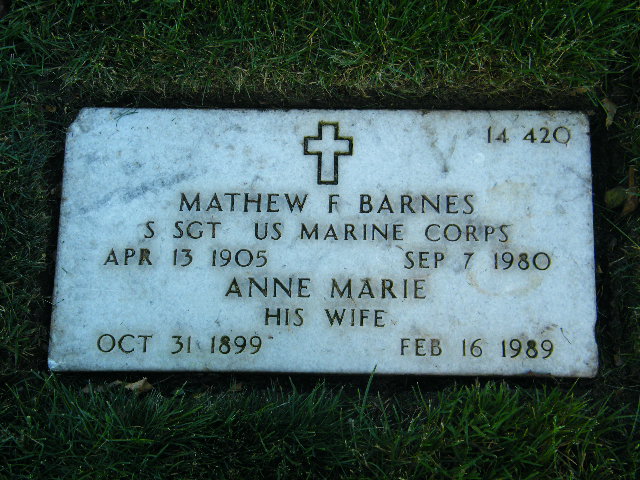 14 420
MATHEW F BARNES
S SGT US MARINE CORPS
APR 13 1905 SEP 7 1980
ANNE MARIE
HIS WIFE
OCT 31 1899 FEB 16 1989